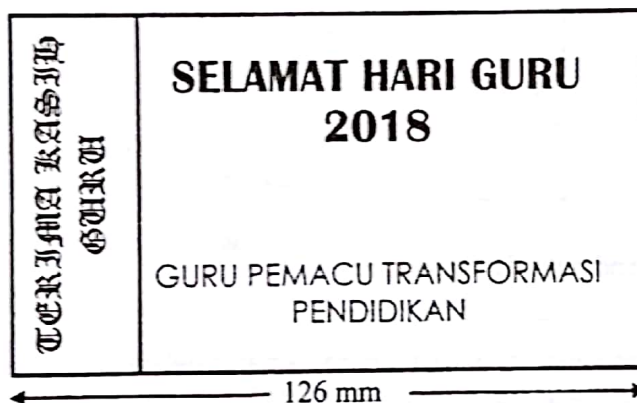 TERIMA KASIH
GURU
SELAMAT HARI GURU
2018
GURU PEMACU TRANSFORMASI
PENDIDIKAN
126 mm